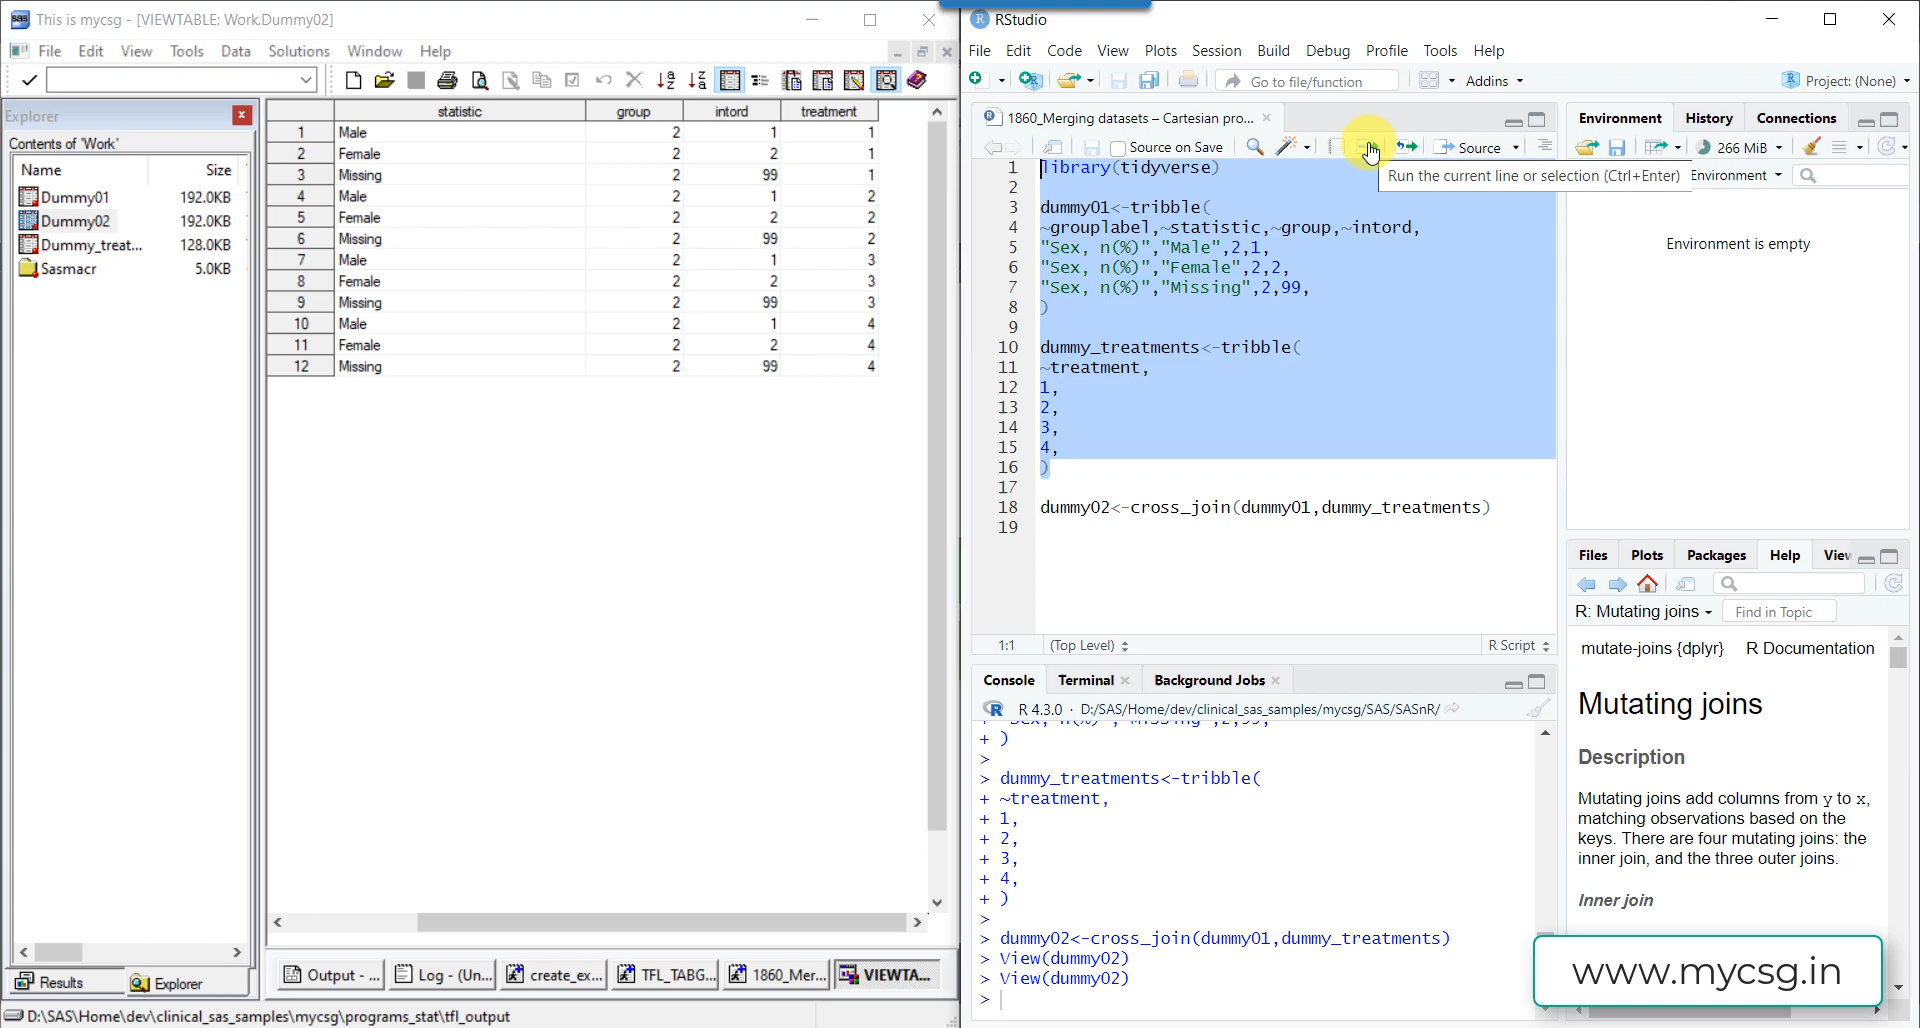 This is mycsg - [VIEWTABLE: Work.Dummy02]
File Edit View Tools Data Solutions Window Help
Explorer
Contents of 'Work'
Name Size
Dummy01 192.0KB
Dummy02 192.0KB
Dummy_treat... 128.0KB
Sasmacr 5.0KB
statistic group intord treatment
1 Male 2 1 1
2 Female 2 2 1
3 Missing 2 99 1
4 Male 2 1 2
5 Female 2 2 2
6 Missing 2 99 2
7 Male 2 1 3
8 Female 2 2 3
9 Missing 2 99 3
10 Male 2 1 4
11 Female 2 2 4
12 Missing 2 99 4
Results Explorer
Output - ... Log - (Un... create_ex... TFL_TABG... 1860_Mer... VIEWTA...
D:\SAS\Home\dev\clinical_sas_samples\mycsg\programs_stat\tfl_output
RStudio
File Edit Code View Plots Session Build Debug Profile Tools Help
Go to file/function Addins Project: (None)
1860_Merging datasets – Cartesian pro...
Source on Save Source
Run the current line or selection (Ctrl+Enter)
1 library(tidyverse)
2
3 dummy01<-tribble(
4 ~grouplabel,~statistic,~group,~intord,
5 "Sex, n(%)","Male",2,1,
6 "Sex, n(%)","Female",2,2,
7 "Sex, n(%)","Missing",2,99,
8 )
9
10 dummy_treatments<-tribble(
11 ~treatment,
12 1,
13 2,
14 3,
15 4,
16 )
17
18 dummy02<-cross_join(dummy01,dummy_treatments)
19
1:1 (Top Level) R Script
Console Terminal Background Jobs
R 4.3.0 · D:/SAS/Home/dev/clinical_sas_samples/mycsg/SAS/SASnR/
+ "Sex, n(%)","Missing",2,99,
+ )
>
> dummy_treatments<-tribble(
+ ~treatment,
+ 1,
+ 2,
+ 3,
+ 4,
+ )
>
> dummy02<-cross_join(dummy01,dummy_treatments)
> View(dummy02)
> View(dummy02)
>
Environment History Connections
266 MiB
Environment
Environment is empty
Files Plots Packages Help
R: Mutating joins Find in Topic
mutate-joins {dplyr} R Documentation
Mutating joins
Description
Mutating joins add columns from y to x,
matching observations based on the
keys. There are four mutating joins: the
inner join, and the three outer joins.
Inner join
www.mycsg.in